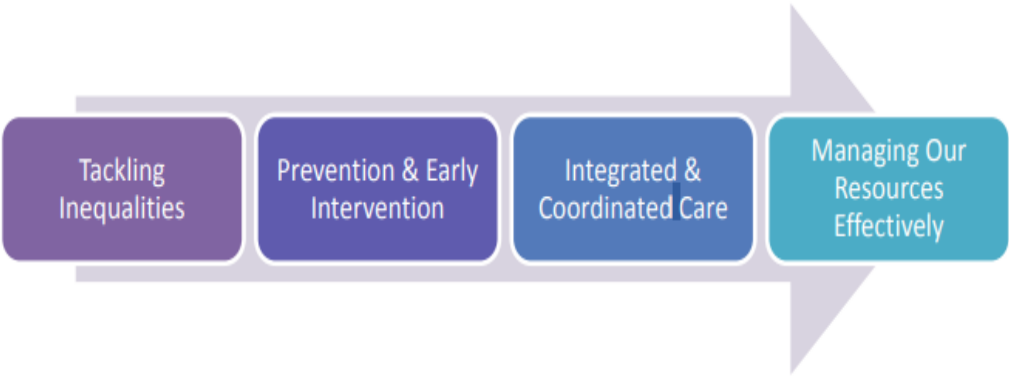 Tackling
Inequalities
Prevention & Early
Intervention
Integrated &
Coordinated Care
Managing Our
Resources
Effectively